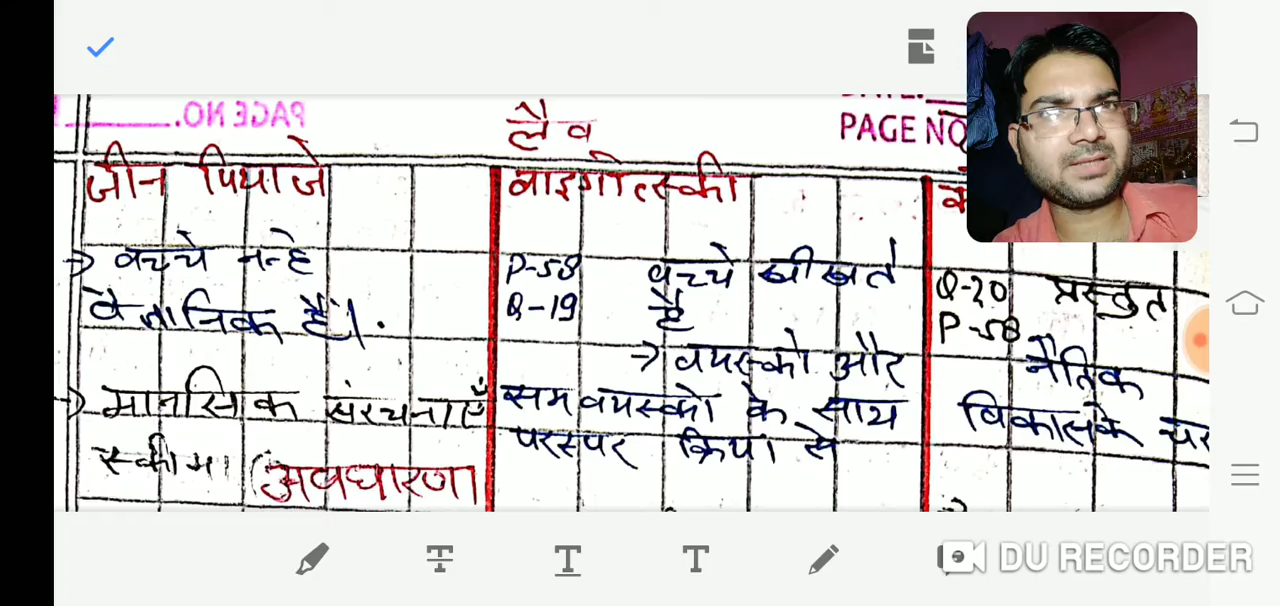 PAGE NO.
लैव
PAGE NO
जीन पियाजे
वाइगोत्स्की
→ बच्चे नन्हे
वैज्ञानिक हैं।
→ मानसिक संरचनाएँ
स्कीमा (अवधारणा
P-58
Q-19
बच्चे सीखते
हैं
→ वयस्को और
समवयस्को के साथ
परस्पर क्रिया से
Q-20
P-58
प्रस्तुत
नैतिक
विकासके
DU RECORDER